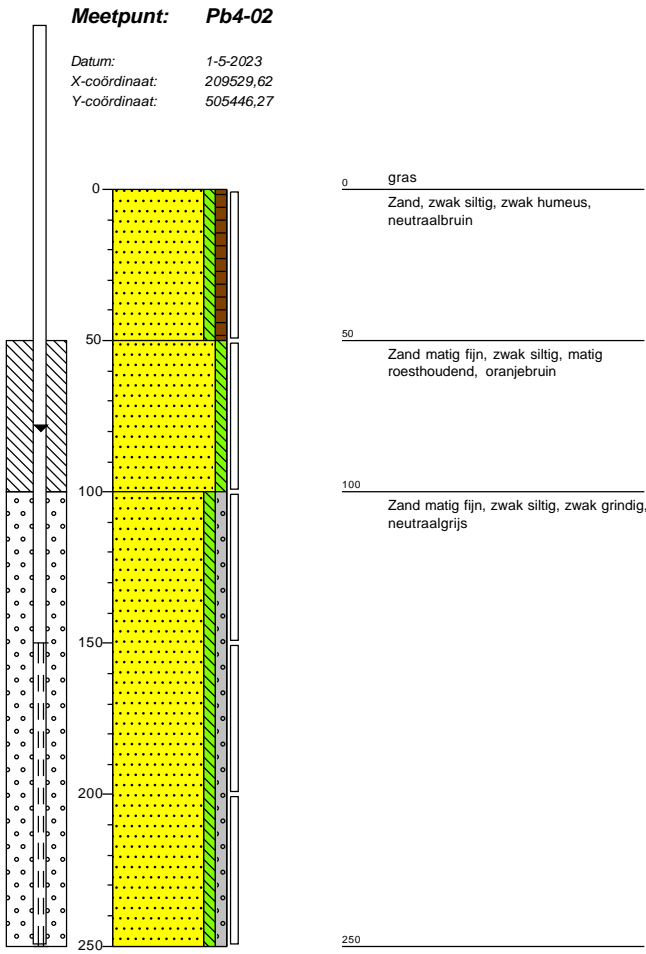 Meetpunt: Pb4-02
Datum: 1-5-2023
X-coördinaat: 209529,62
Y-coördinaat: 505446,27
0
50
100
150
200
250
0 gras
Zand, zwak siltig, zwak humeus,
neutraalbruin
50
Zand matig fijn, zwak siltig, matig
roesthoudend, oranjebruin
100
Zand matig fijn, zwak siltig, zwak grindig,
neutraalgrijs
250